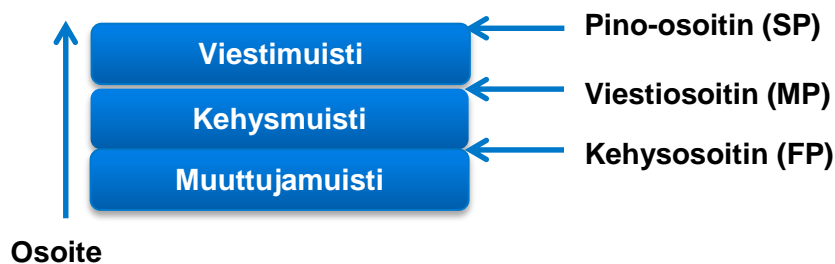 Pino-osoitin (SP)
Viestimuisti
Viestiosoitin (MP)
Kehysmuisti
Kehysosoitin (FP)
Muuttujamuisti
Osoite